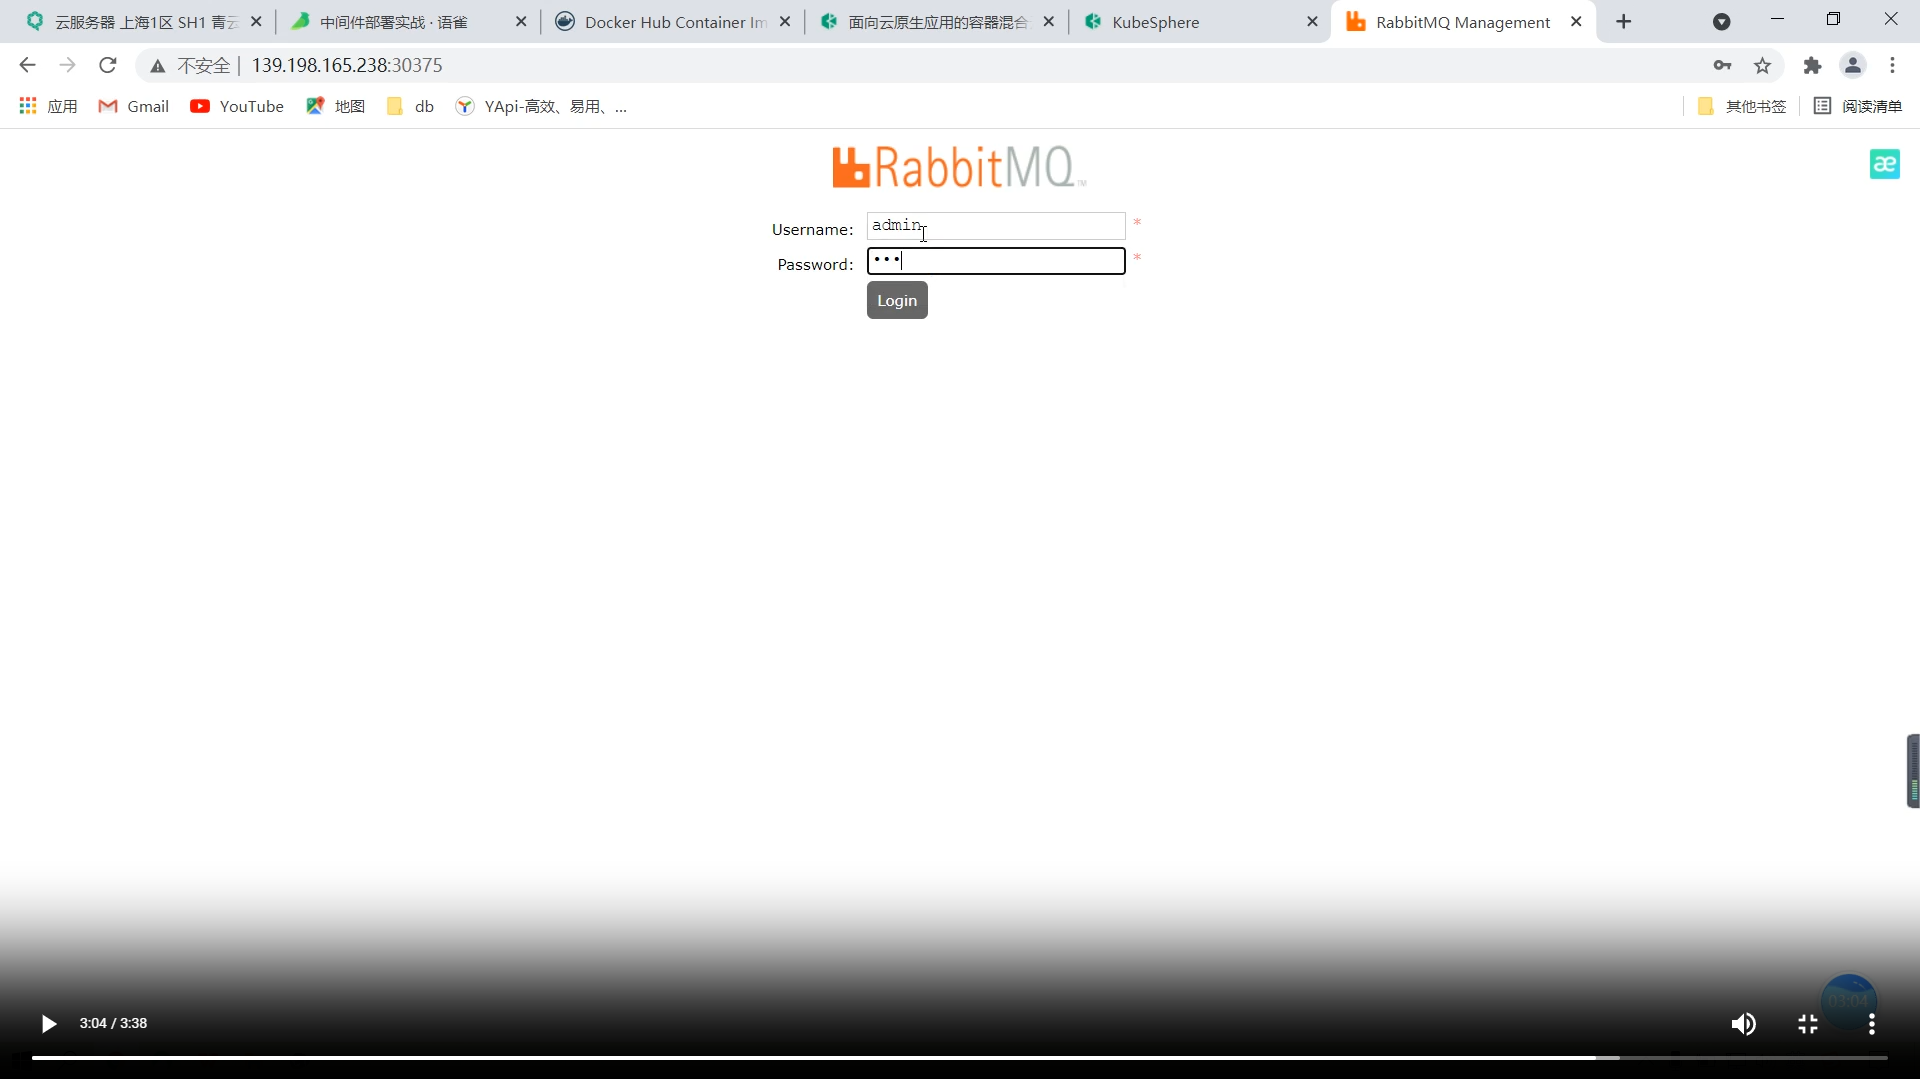 云服务器 上海1区 SH1 青云
中间件部署实战 · 语雀
Docker Hub Container Im
面向云原生应用的容器混合
KubeSphere
RabbitMQ Management
不安全 139.198.165.238:30375
应用 Gmail YouTube 地图 db YApi-高效、易用、... 其他书签 阅读清单
RabbitMQ TM
æ
Username: admin *
Password: ••• *
Login
03:04
3:04 / 3:38